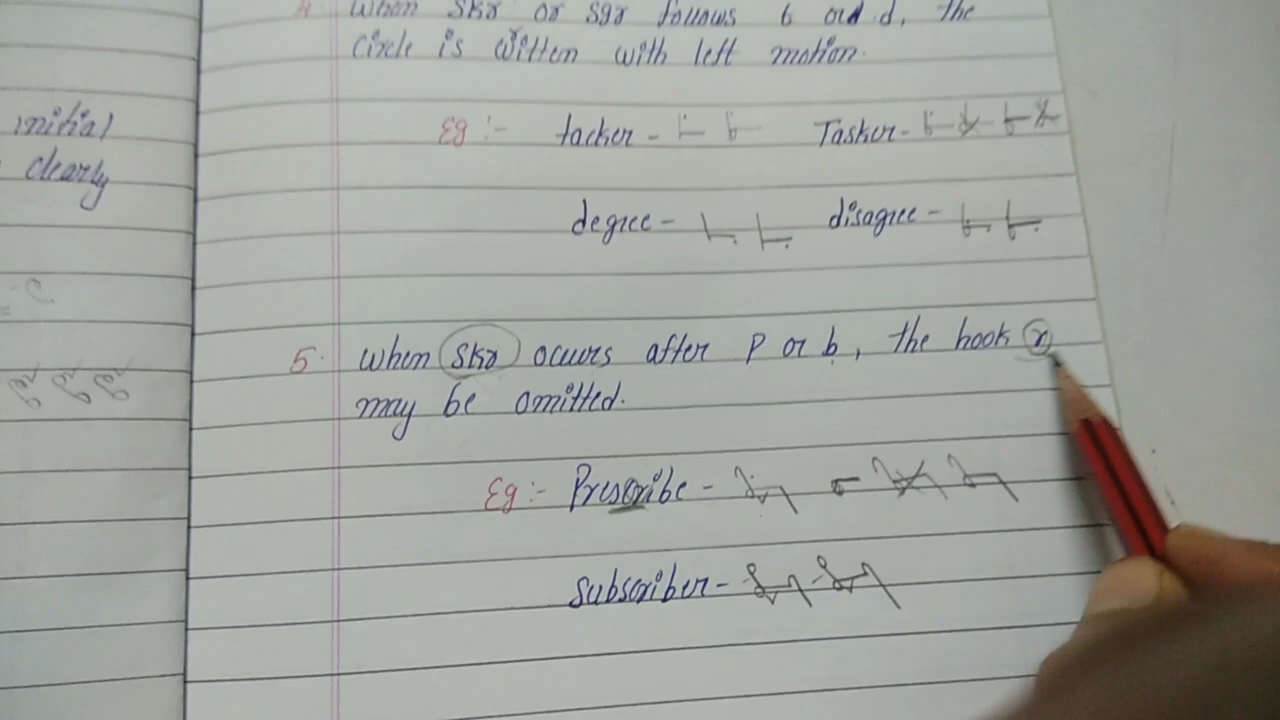 initial
clearly
4. when skr or sgr follows t and d, the
circle is written with left motion.
Eg :- tacker - Tasker -
degree - disagree -
5. when skr occurs after p or b, the hook r
may be omitted.
Eg :- Prescribe -
Subscriber -